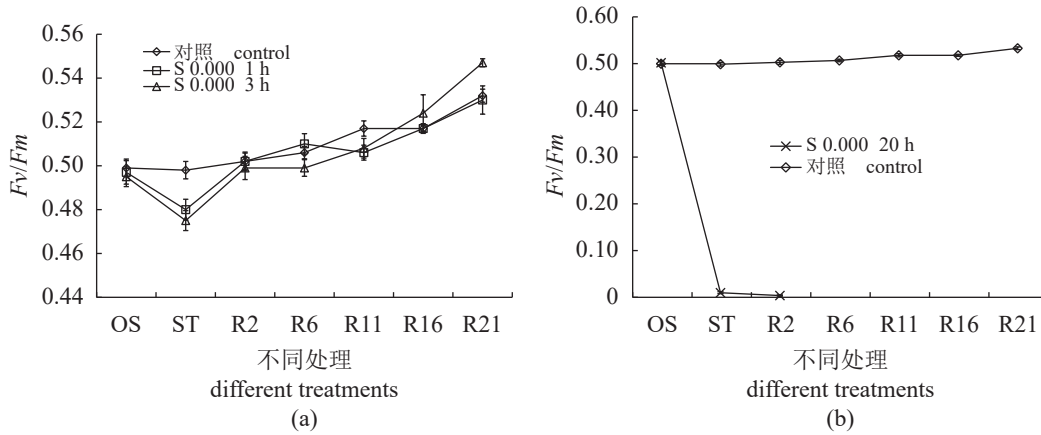 0.56
0.54
0.52
0.50
0.48
0.46
0.44
Fv/Fm
对照 control
S 0.000 1 h
S 0.000 3 h
OS ST R2 R6 R11 R16 R21
不同处理
different treatments
(a)
0.60
0.50
0.40
0.30
0.20
0.10
0
Fv/Fm
S 0.000 20 h
对照 control
OS ST R2 R6 R11 R16 R21
不同处理
different treatments
(b)